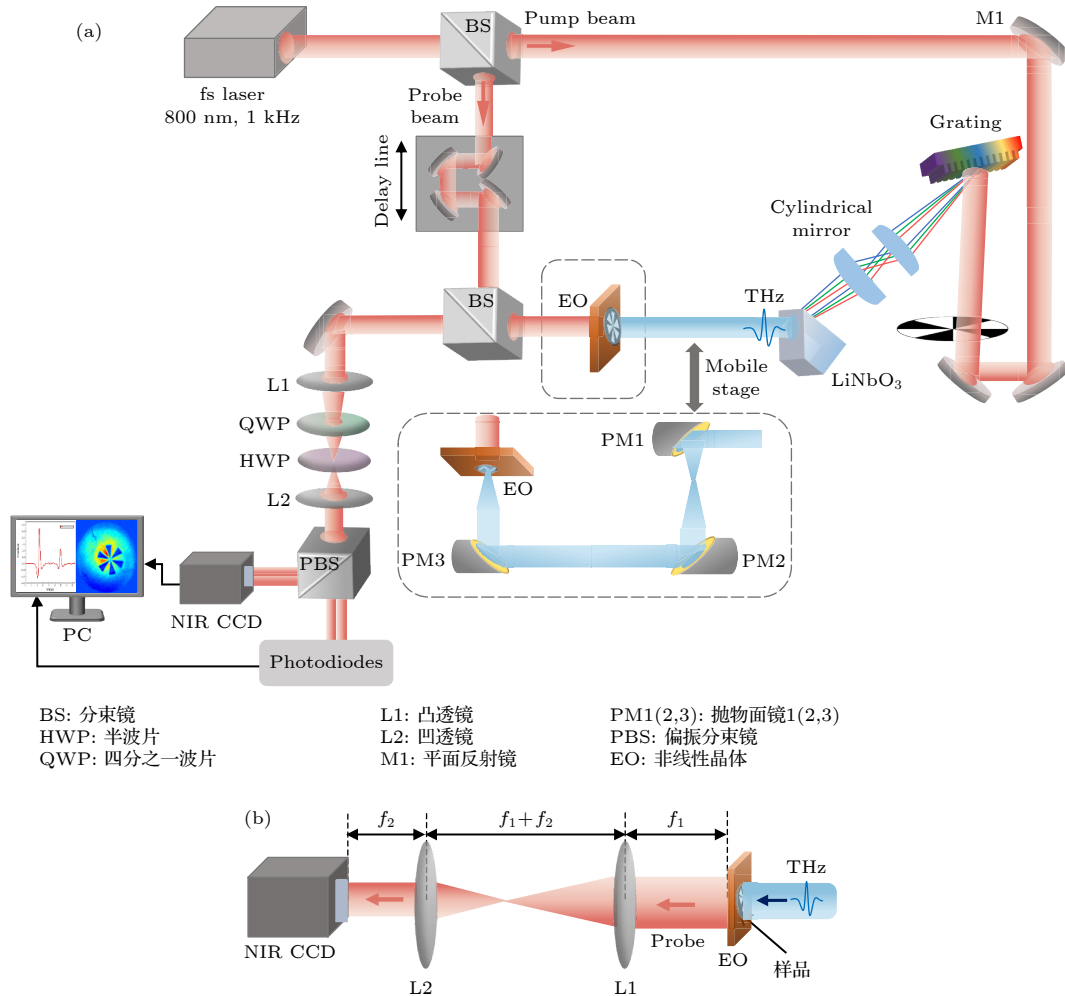 (a)
BS
Pump beam
M1
fs laser
800 nm, 1 kHz
Probe
beam
Grating
Delay line
Cylindrical
mirror
BS
EO
THz
L1
Mobile
stage
LiNbO₃
QWP
PM1
HWP
EO
L2
PBS
PM3
PM2
NIR CCD
PC
Photodiodes
BS: 分束镜
L1: 凸透镜
PM1(2,3): 抛物面镜1(2,3)
HWP: 半波片
L2: 凹透镜
PBS: 偏振分束镜
QWP: 四分之一波片
M1: 平面反射镜
EO: 非线性晶体
(b)
f₂
f₁+f₂
f₁
THz
NIR CCD
Probe
EO
样品
L2
L1